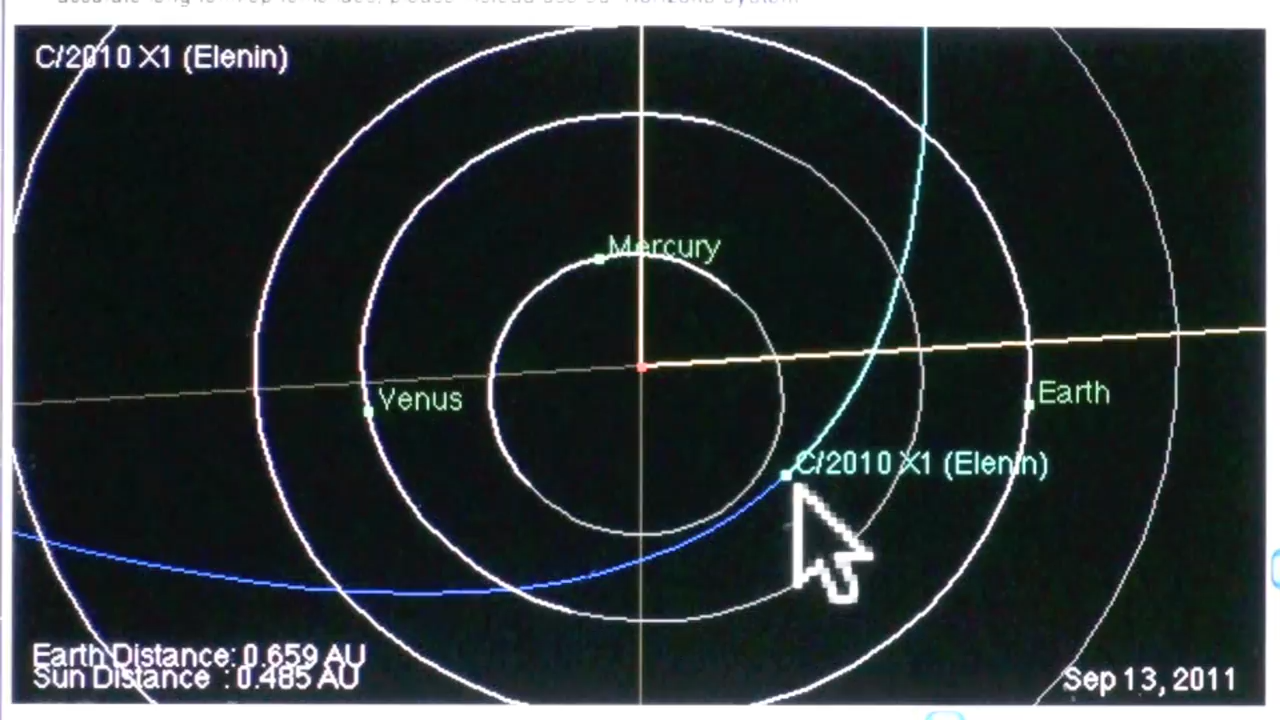 C/2010 X1 (Elenin)
Mercury
Venus
Earth
C/2010 X1 (Elenin)
Earth Distance: 0.659 AU
Sun Distance : 0.485 AU
Sep 13, 2011